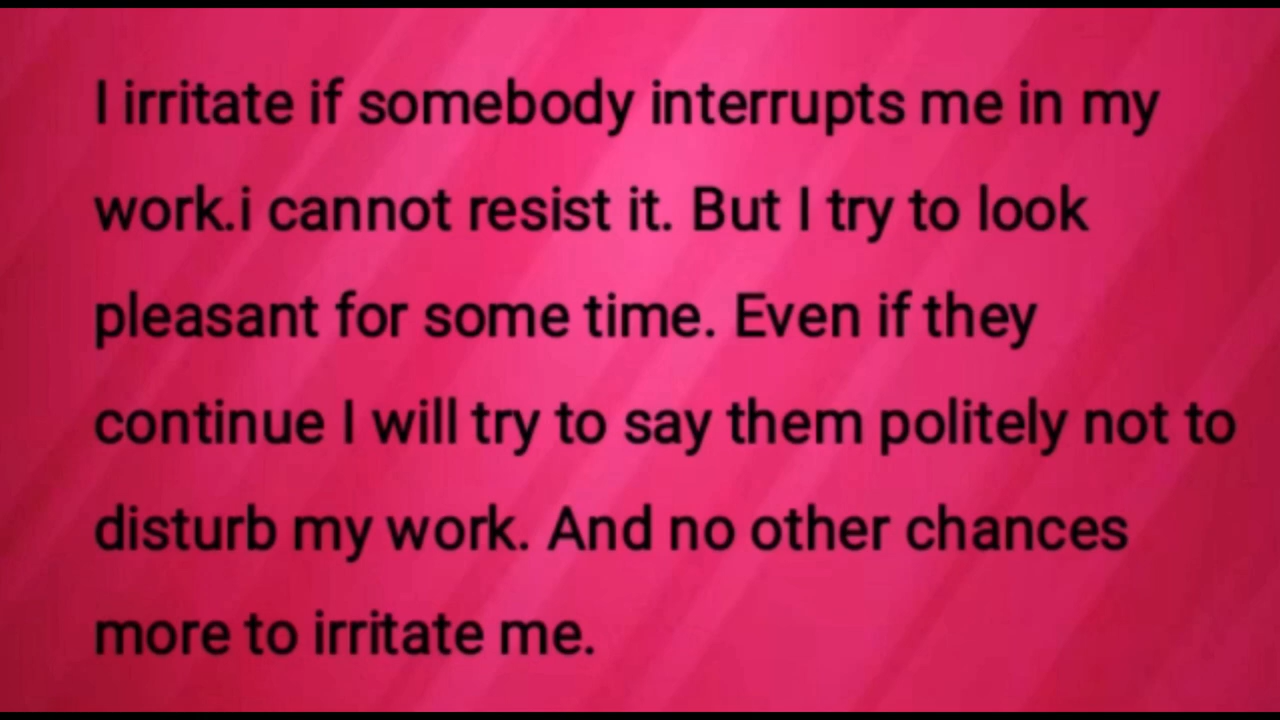 I irritate if somebody interrupts me in my
work.i cannot resist it. But I try to look
pleasant for some time. Even if they
continue I will try to say them politely not to
disturb my work. And no other chances
more to irritate me.